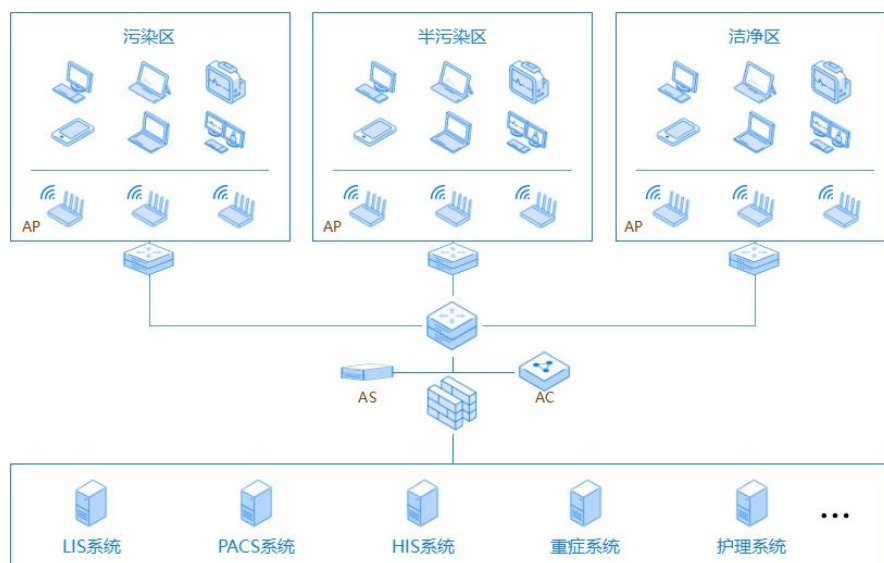 污染区
半污染区
洁净区
AP
AP
AP
AS
AC
LIS系统
PACS系统
HIS系统
重症系统
护理系统
...